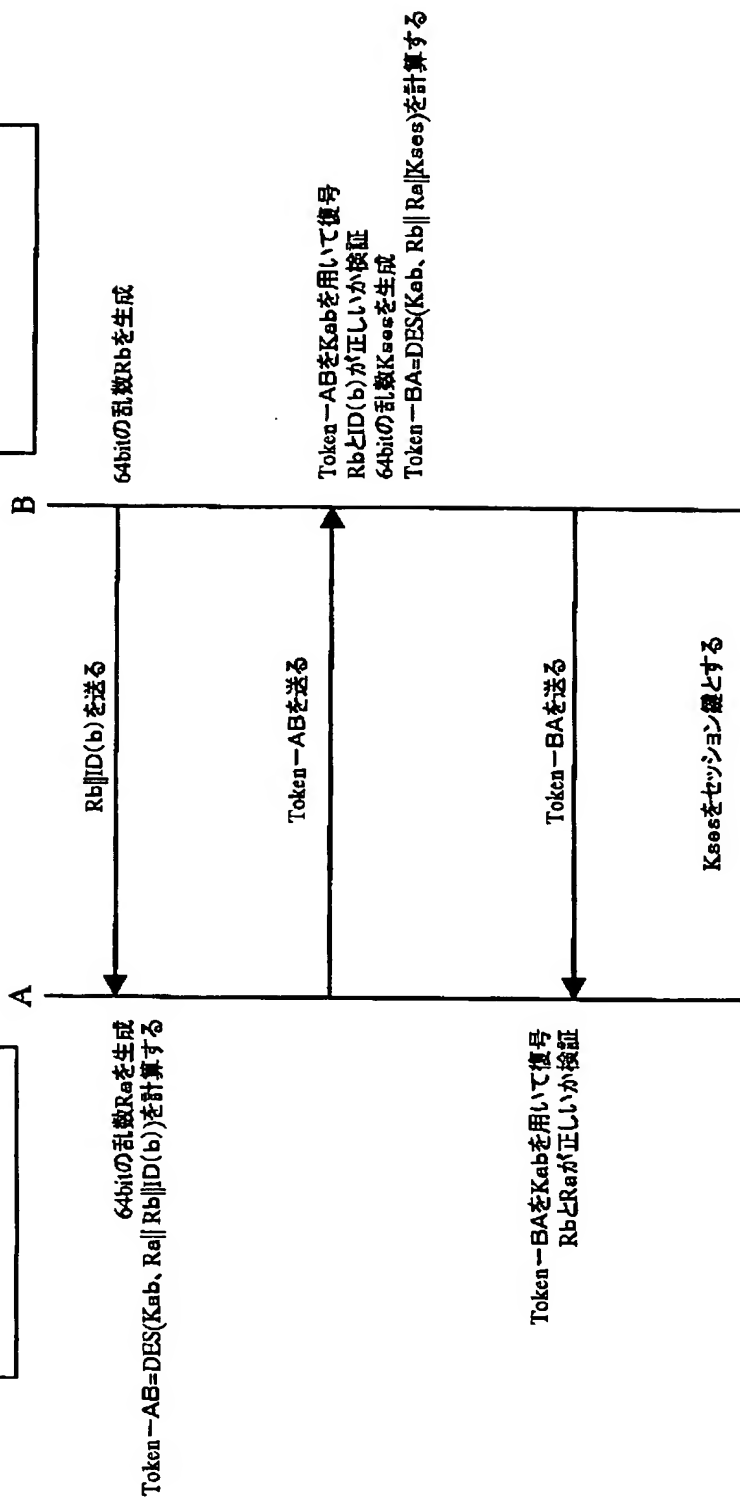 A
B
64bitの乱数Rbを生成
Rb||ID(b)を送る
64bitの乱数Raを生成
Token－AB=DES(Kab、Ra|| Rb||ID(b))を計算する
Token－ABを送る
Token－ABをKabを用いて復号
RbとID(b)が正しいか検証
64bitの乱数Ksesを生成
Token－BA=DES(Kab、Rb|| Ra||Kses)を計算する
Token－BAを送る
Token－BAをKabを用いて復号
RbとRaが正しいか検証
Ksesをセッション鍵とする